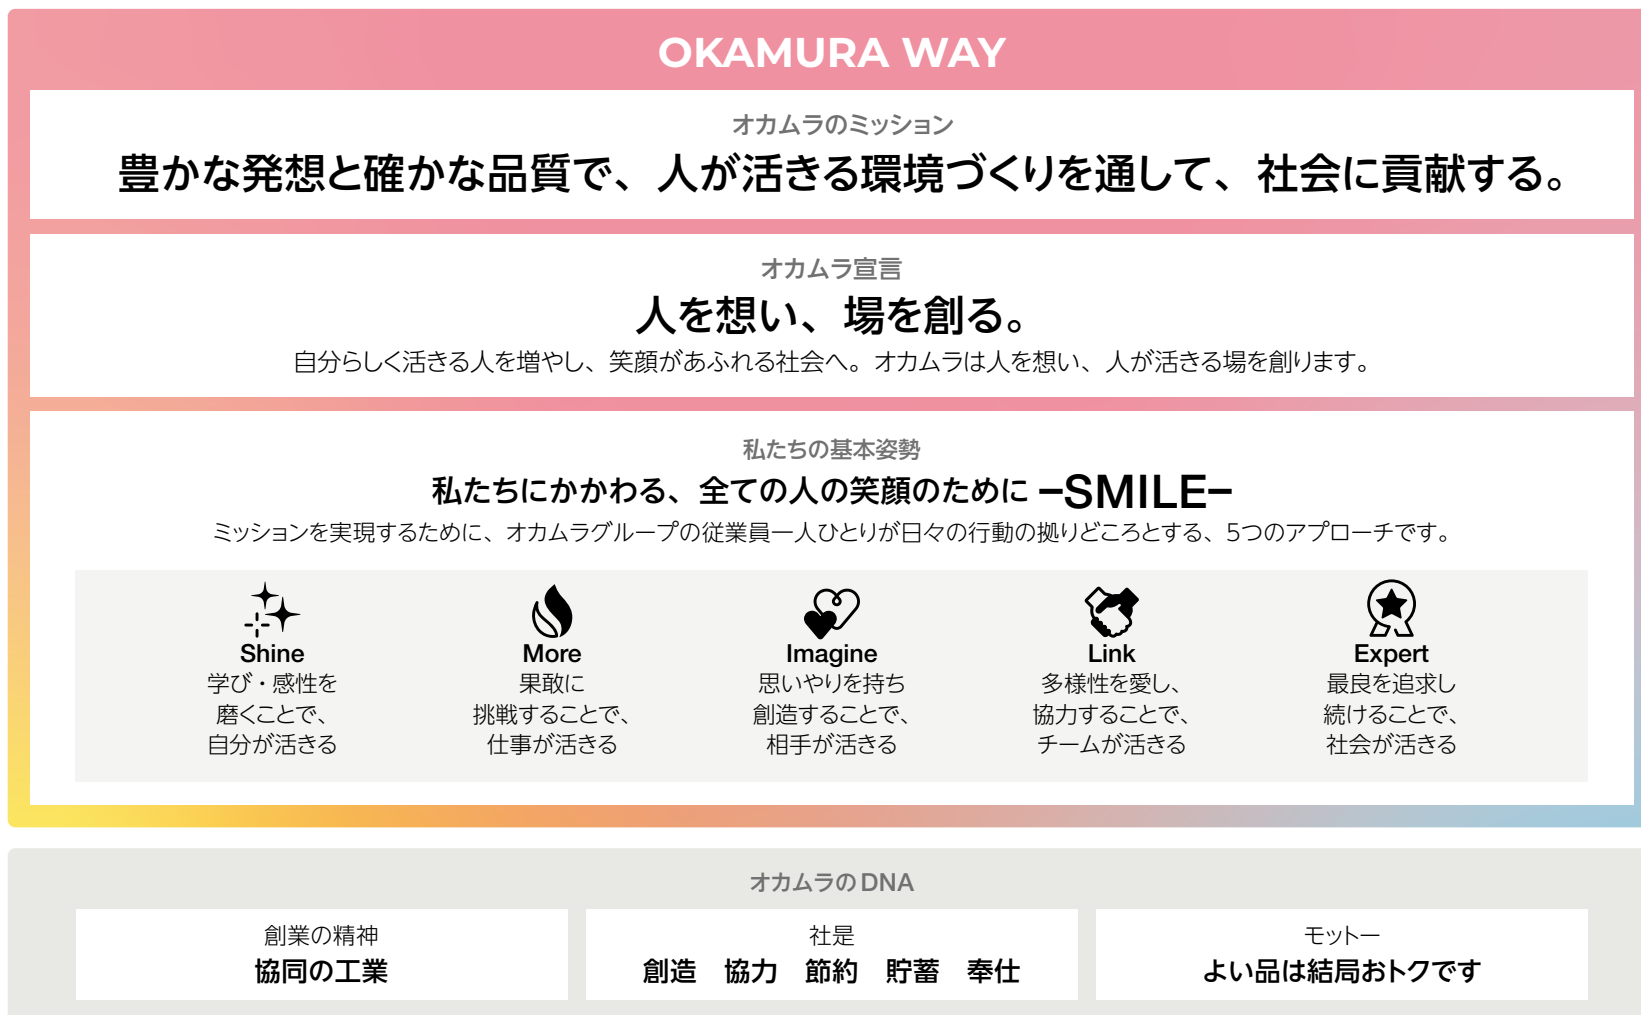 OKAMURA WAY
オカムラのミッション
豊かな発想と確かな品質で、人が活きる環境づくりを通して、社会に貢献する。
オカムラ宣言
人を想い、場を創る。
自分らしく活きる人を増やし、笑顔があふれる社会へ。オカムラは人を想い、人が活きる場を創ります。
私たちの基本姿勢
私たちにかかわる、全ての人の笑顔のために −SMILE−
ミッションを実現するために、オカムラグループの従業員一人ひとりが日々の行動の拠りどころとする、5つのアプローチです。
Shine
学び・感性を
磨くことで、
自分が活きる
More
果敢に
挑戦することで、
仕事が活きる
Imagine
思いやりを持ち
創造することで、
相手が活きる
Link
多様性を愛し、
協力することで、
チームが活きる
Expert
最良を追求し
続けることで、
社会が活きる
オカムラのDNA
創業の精神
協同の工業
社是
創造 協力 節約 貯蓄 奉仕
モットー
よい品は結局おトクです